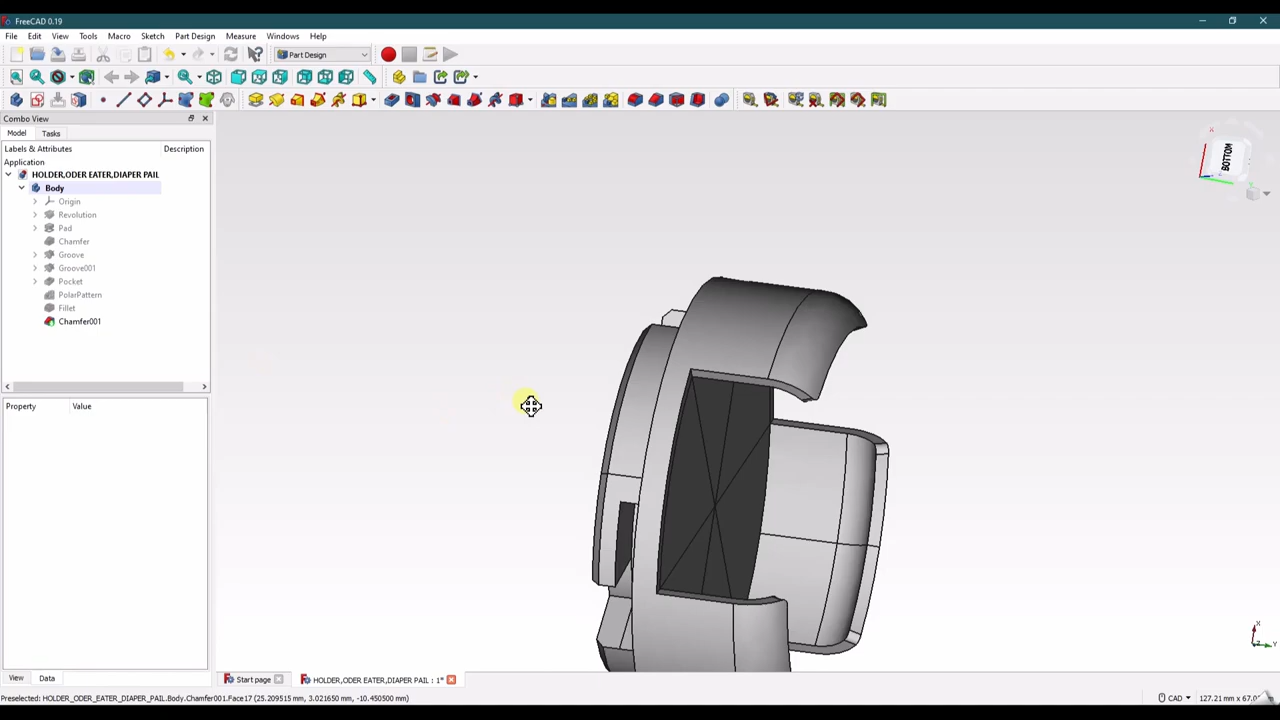 FreeCAD 0.19
File Edit View Tools Macro Sketch Part Design Measure Windows Help
Part Design
Combo View
Model Tasks
Labels & Attributes Description
Application
HOLDER,ODER EATER,DIAPER PAIL
Body
Origin
Revolution
Pad
Chamfer
Groove
Groove001
Pocket
PolarPattern
Fillet
Chamfer001
BOTTOM
Property Value
View Data
Start page HOLDER,ODER EATER,DIAPER PAIL : 1*
Preselected: HOLDER_ODER_EATER_DIAPER_PAIL.Body.Chamfer001.Face17 (25.209515 mm, 3.021650 mm, -10.450500 mm) CAD 127.21 mm x 67.0